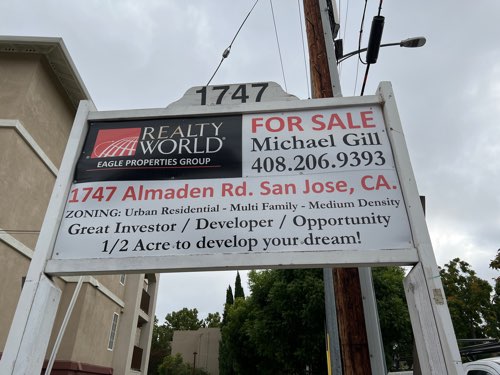 1747
REALTY
WORLD
EAGLE PROPERTIES GROUP
FOR SALE
Michael Gill
408.206.9393
1747 Almaden Rd. San Jose, CA.
ZONING: Urban Residential - Multi Family - Medium Density
Great Investor / Developer / Opportunity
1/2 Acre to develop your dream!